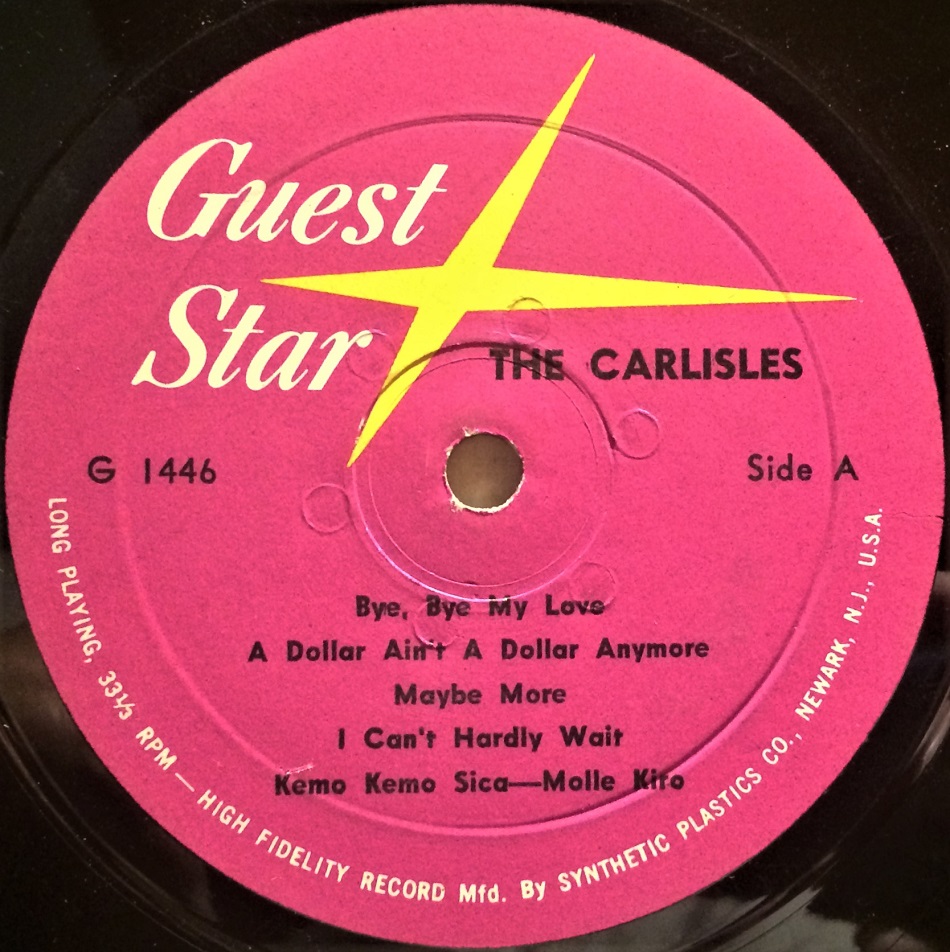 Guest
Star
THE CARLISLES
G 1446
Side A
Bye, Bye My Love
A Dollar Ain't A Dollar Anymore
Maybe More
I Can't Hardly Wait
Kemo Kemo Sica—Molle Kiro
LONG PLAYING, 33⅓ RPM — HIGH FIDELITY RECORD Mfd. By SYNTHETIC PLASTICS CO., NEWARK, N.J., U.S.A.